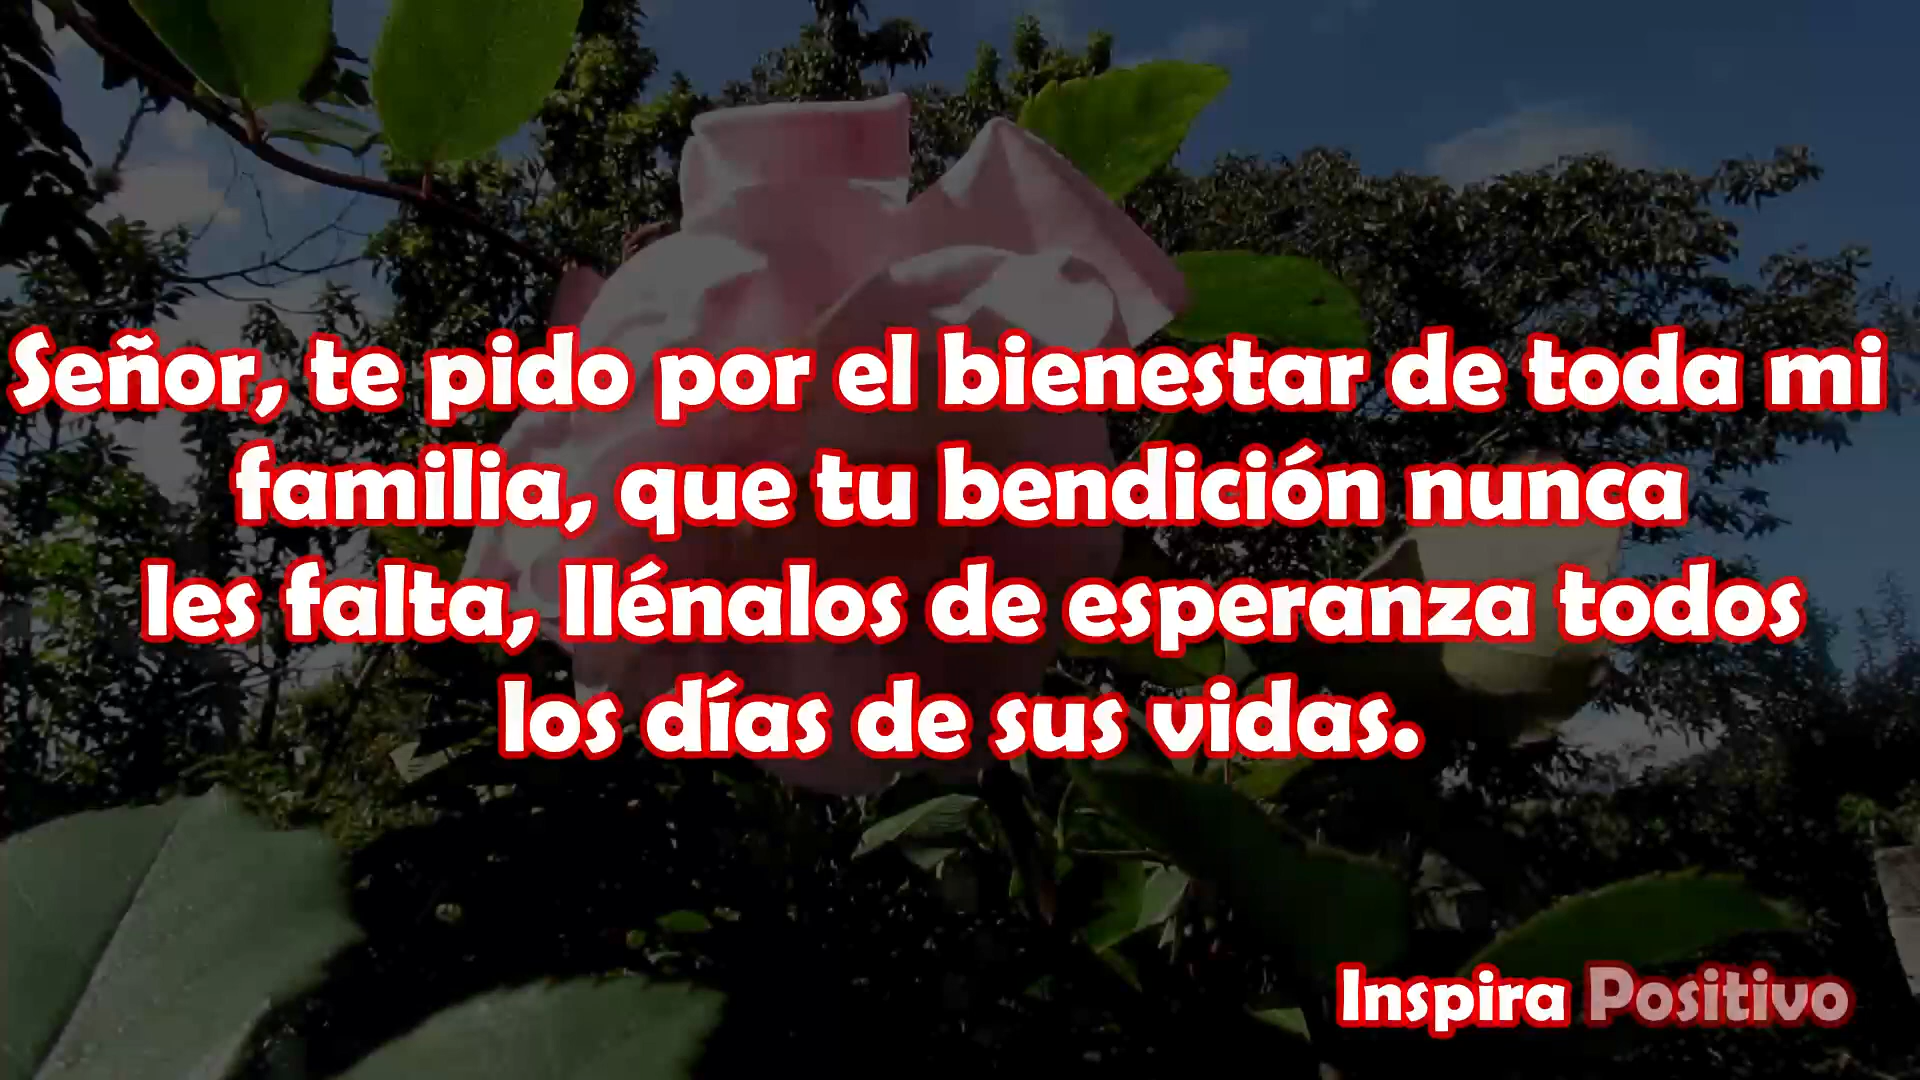 Señor, te pido por el bienestar de toda mi
familia, que tu bendición nunca
les falta, llénalos de esperanza todos
los días de sus vidas.
Inspira Positivo